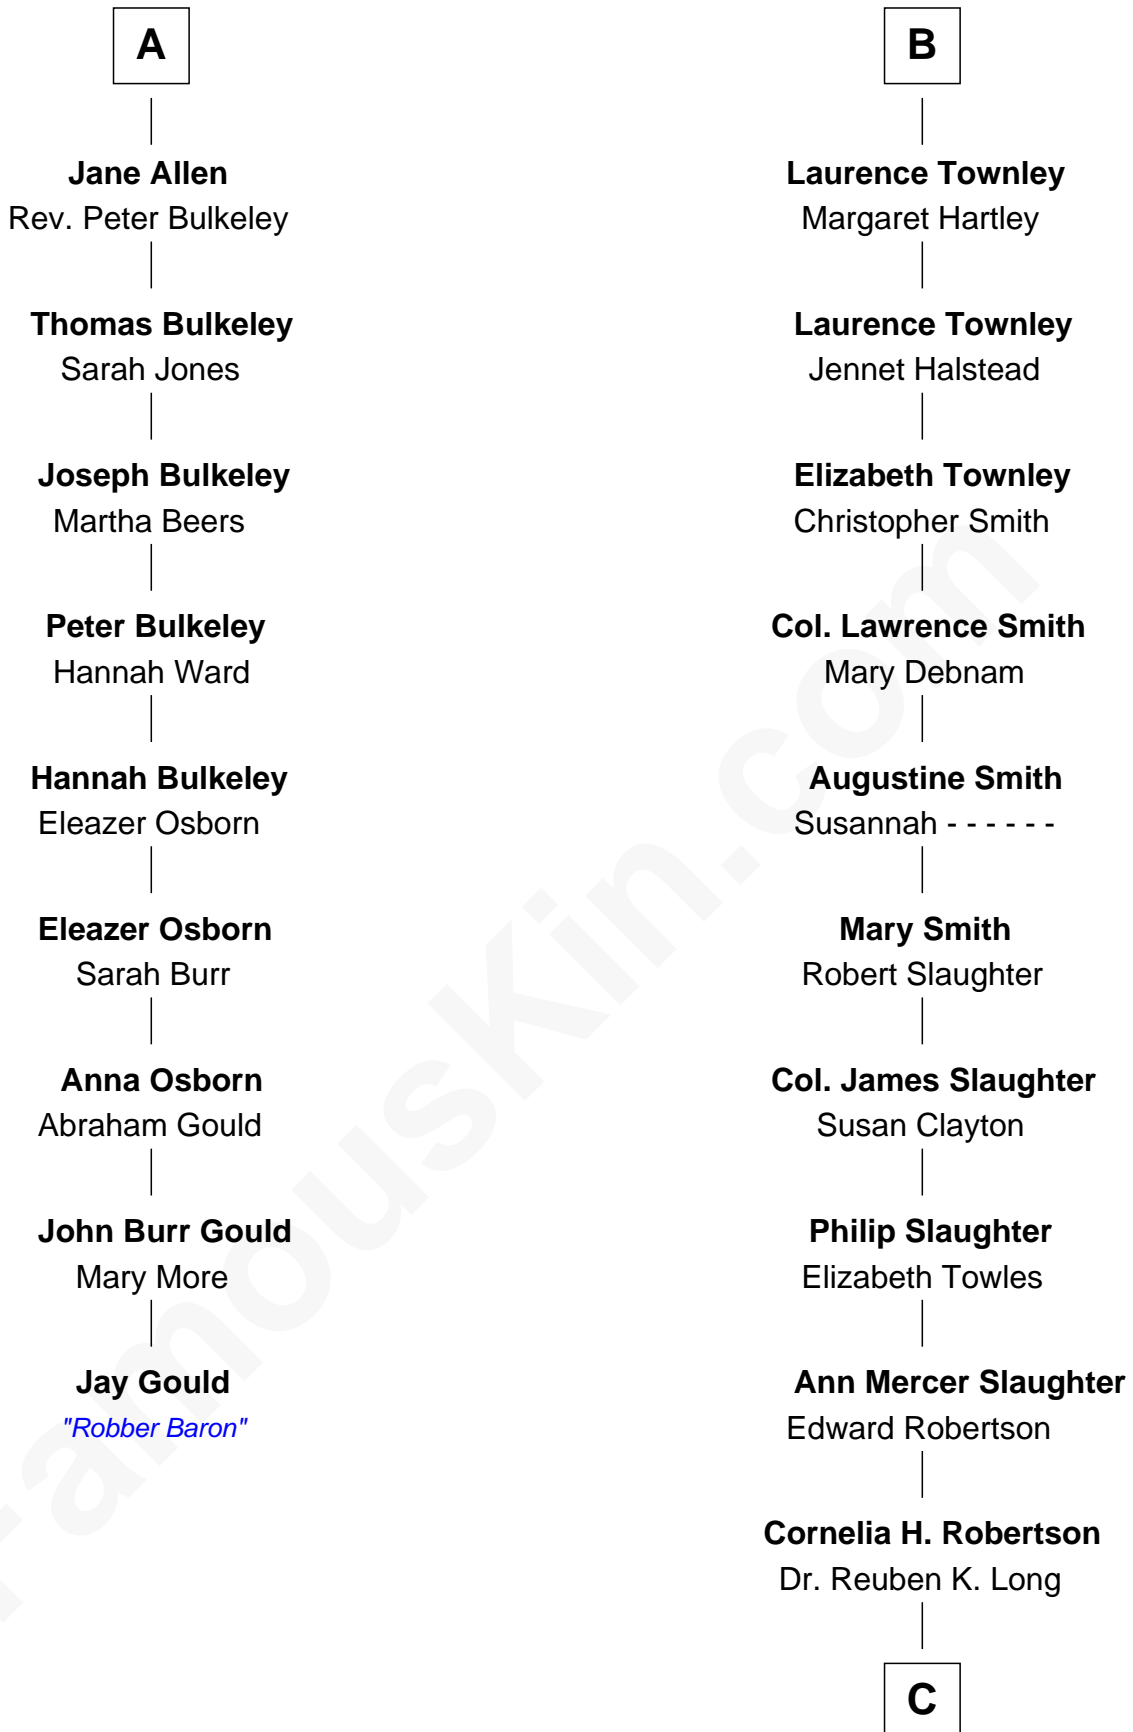 A
Jane Allen
Rev. Peter Bulkeley
Thomas Bulkeley
Sarah Jones
Joseph Bulkeley
Martha Beers
Peter Bulkeley
Hannah Ward
Hannah Bulkeley
Eleazer Osborn
Eleazer Osborn
Sarah Burr
Anna Osborn
Abraham Gould
John Burr Gould
Mary More
Jay Gould
"Robber Baron"
B
Laurence Townley
Margaret Hartley
Laurence Townley
Jennet Halstead
Elizabeth Townley
Christopher Smith
Col. Lawrence Smith
Mary Debnam
Augustine Smith
Susannah - - - - - -
Mary Smith
Robert Slaughter
Col. James Slaughter
Susan Clayton
Philip Slaughter
Elizabeth Towles
Ann Mercer Slaughter
Edward Robertson
Cornelia H. Robertson
Dr. Reuben K. Long
C
FamousKin.com